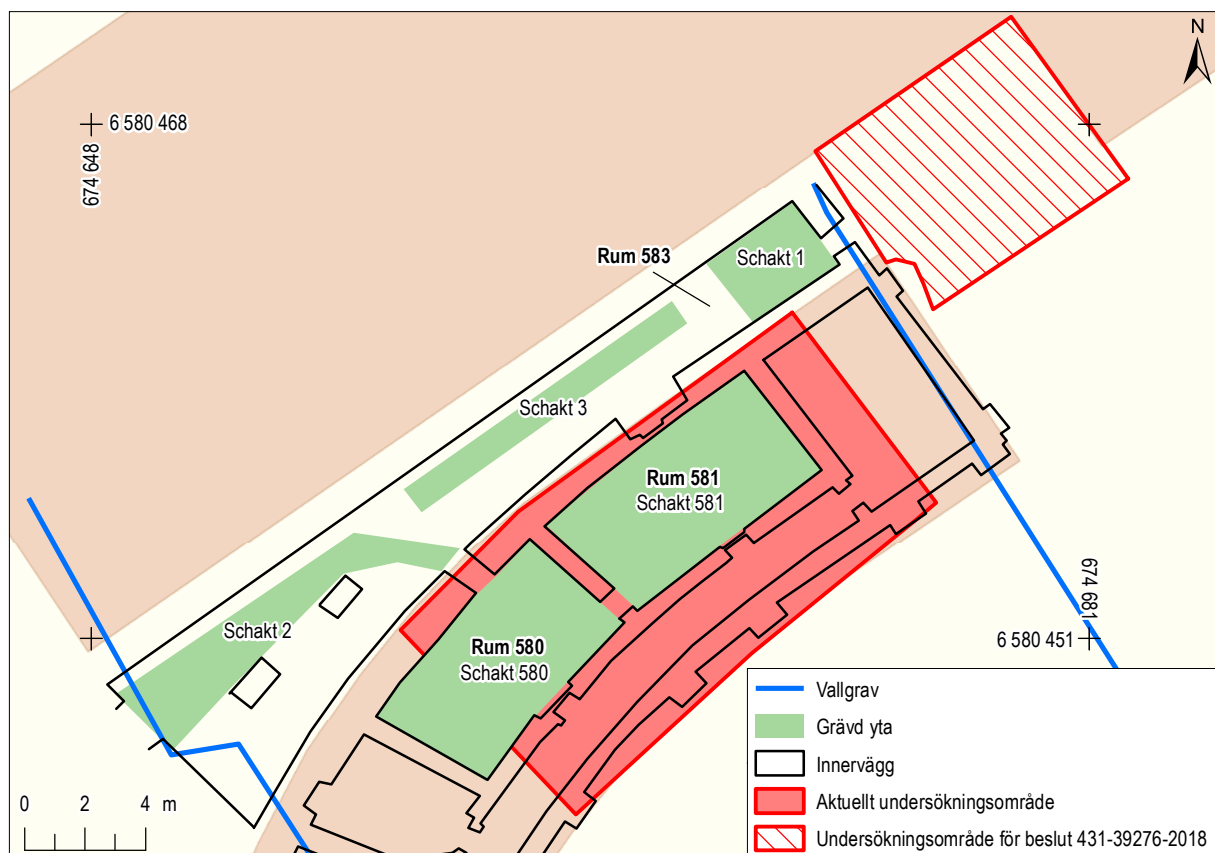 N
6 580 468
674 648
Rum 583
Schakt 1
Schakt 3
Rum 581
Schakt 581
Schakt 2
Rum 580
Schakt 580
674 681
6 580 451
Vallgrav
Grävd yta
Innervägg
Aktuellt undersökningsområde
Undersökningsområde för beslut 431-39276-2018
0 2 4 m